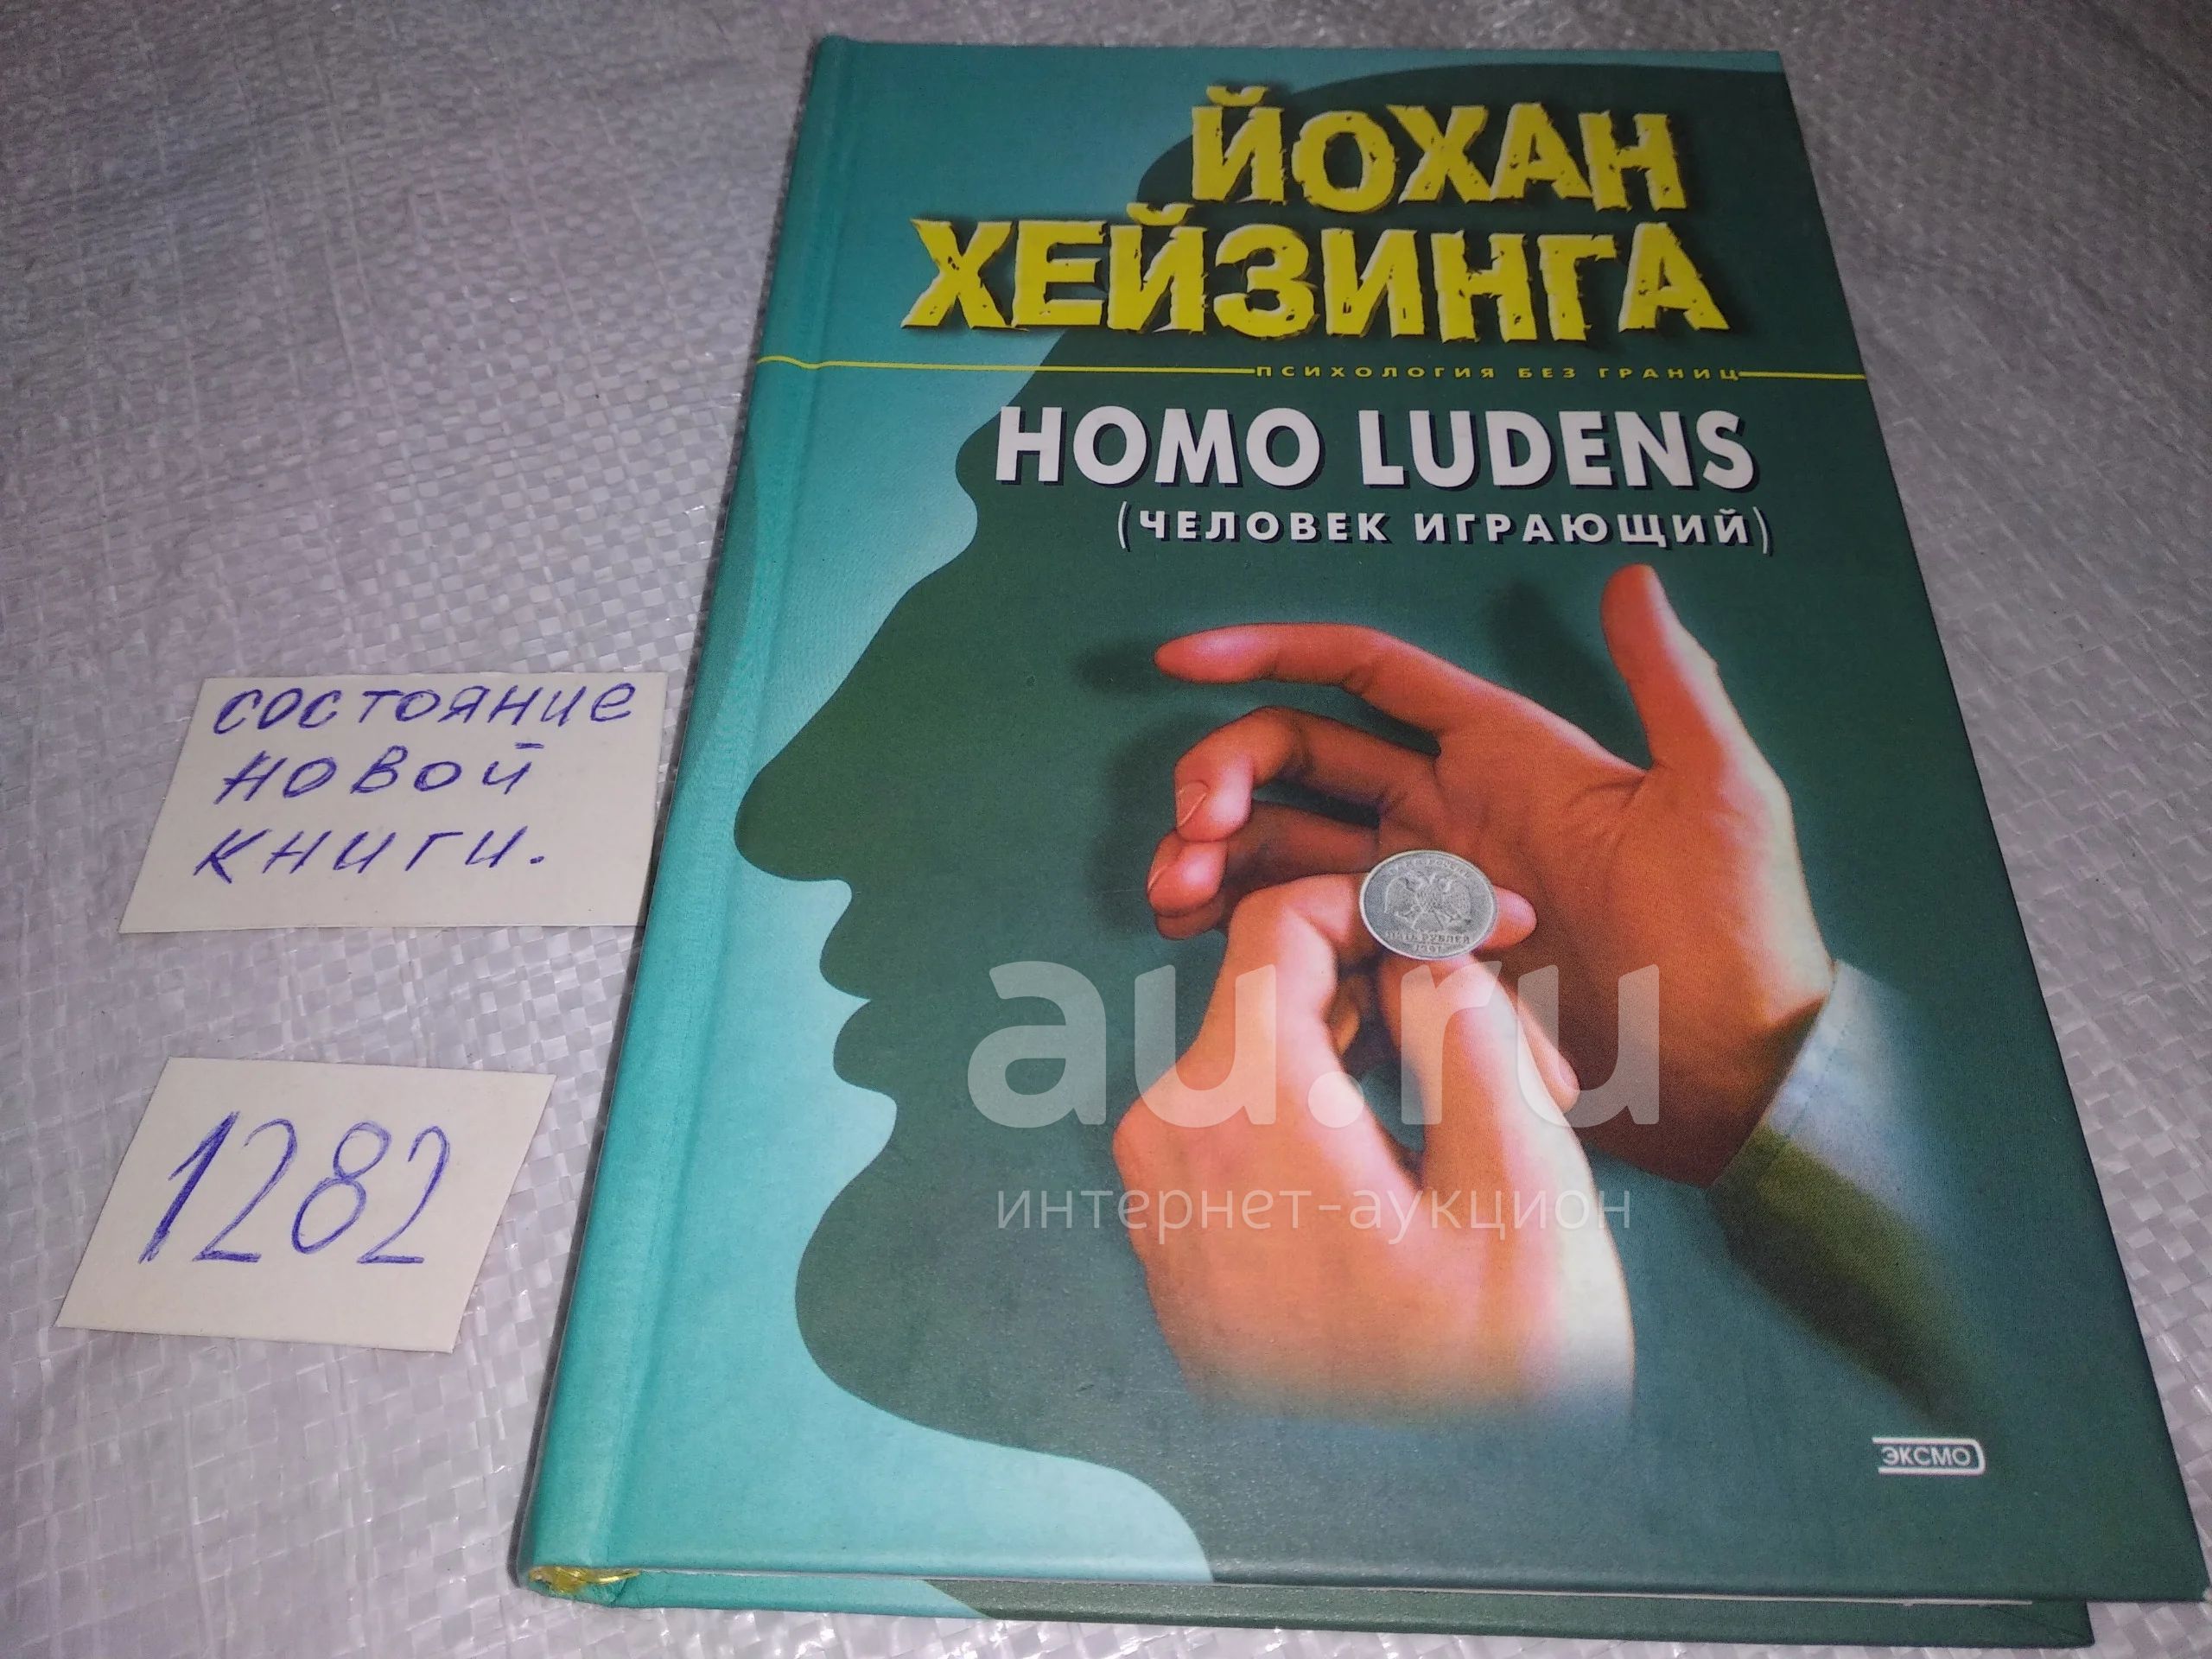 ЙОХАН
ХЕЙЗИНГА
ПСИХОЛОГИЯ БЕЗ ГРАНИЦ
HOMO LUDENS
(ЧЕЛОВЕК ИГРАЮЩИЙ)
состояние
новой
книги.
1282
au.ru
интернет-аукцион
ЭКСМО